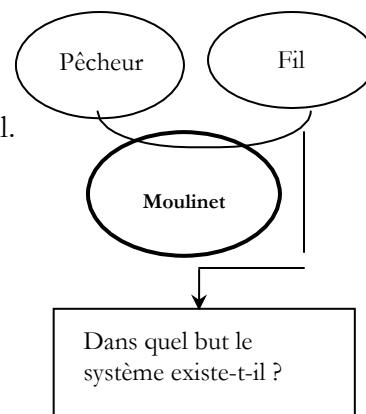 Pêcheur
Fil
l.
Moulinet
Dans quel but le
système existe-t-il ?